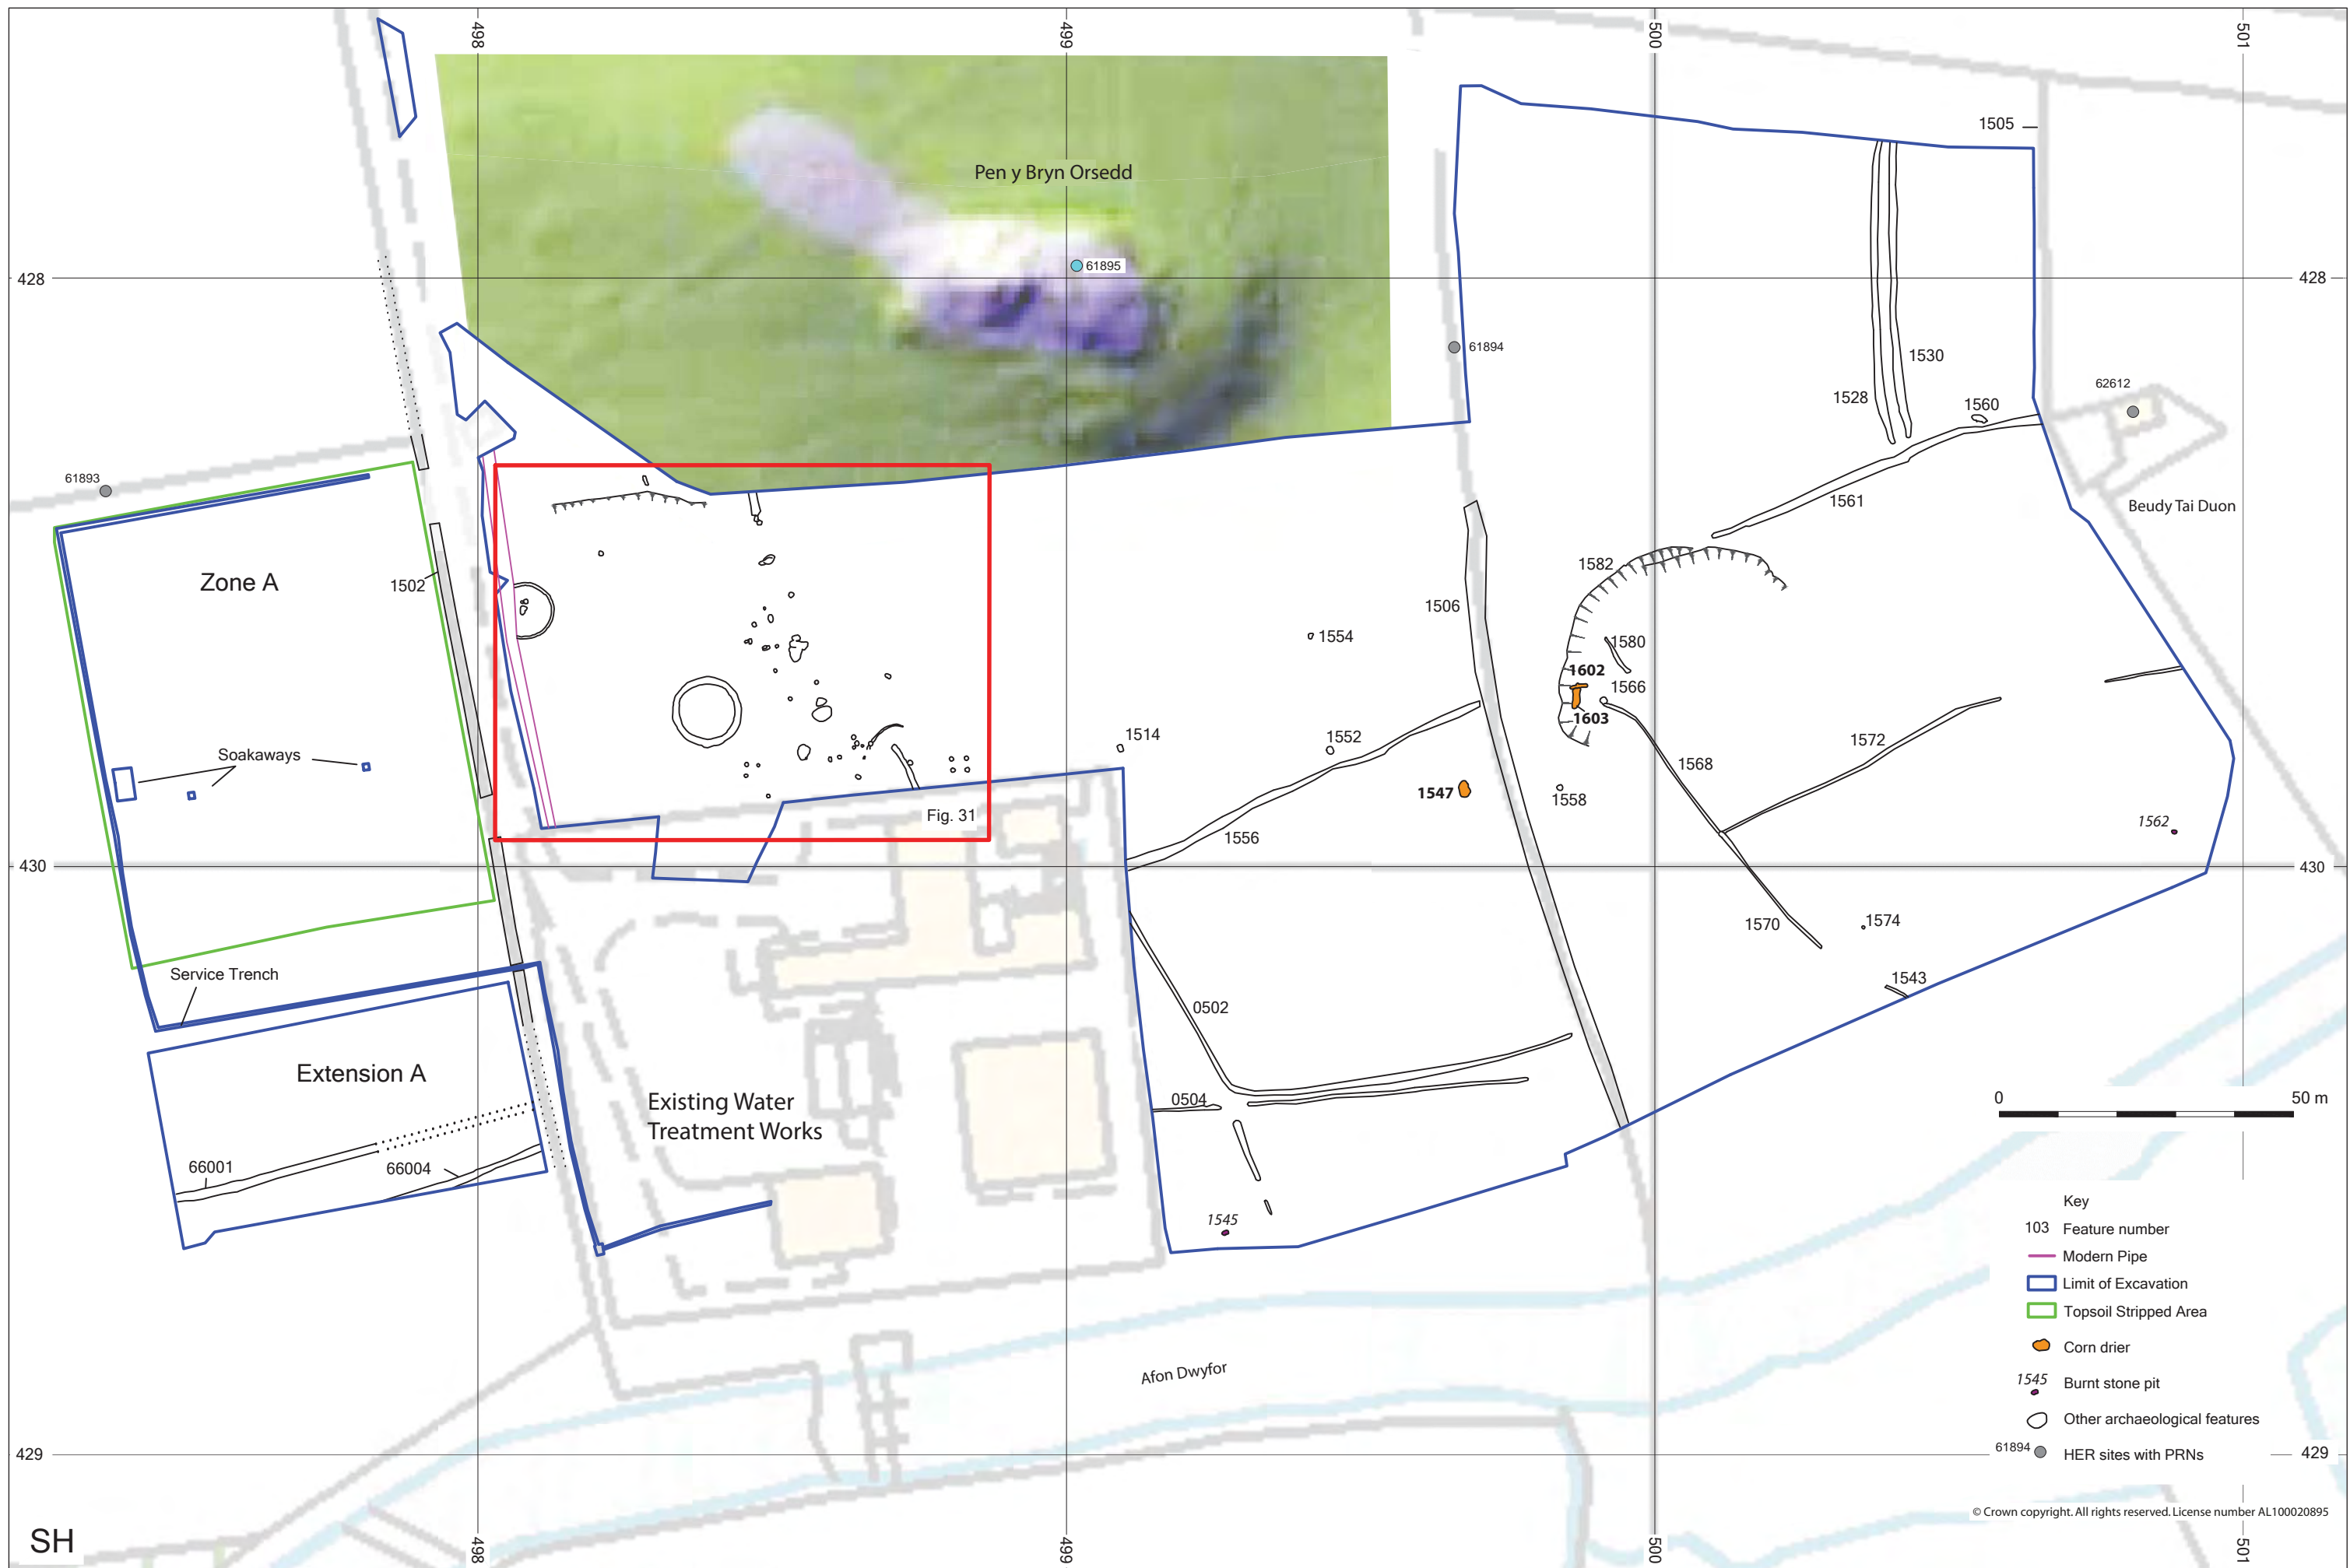 498
499
500
501
1505
Pen y Bryn Orsedd
61895
428
428
61894
1530
1528
1560
62612
61893
1561
Beudy Tai Duon
Zone A
1582
1502
1506
1554
1580
1602
1566
1603
1514
1552
1572
Soakaways
1568
1547
1558
Fig. 31
1562
1556
430
430
1574
1570
Service Trench
1543
0502
Extension A
Existing Water
Treatment Works
0504
0
50 m
66001
66004
1545
Key
103 Feature number
Modern Pipe
Limit of Excavation
Topsoil Stripped Area
Corn drier
1545 Burnt stone pit
Other archaeological features
61894 HER sites with PRNs
Afon Dwyfor
429
429
© Crown copyright. All rights reserved. License number AL100020895
SH
498
499
500
501